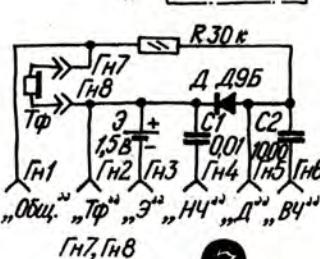 R 30 к
Гн7
Гн8
Тф
Д Д9Б
Э + 1,5 В -
С1 0,01
С2 1000
Гн1 Гн2 Гн3 Гн4 Гн5 Гн6
„Общ.“ „Тф“ „Э“ „НЧ“ „Д“ „ВЧ“
Гн7, Гн8